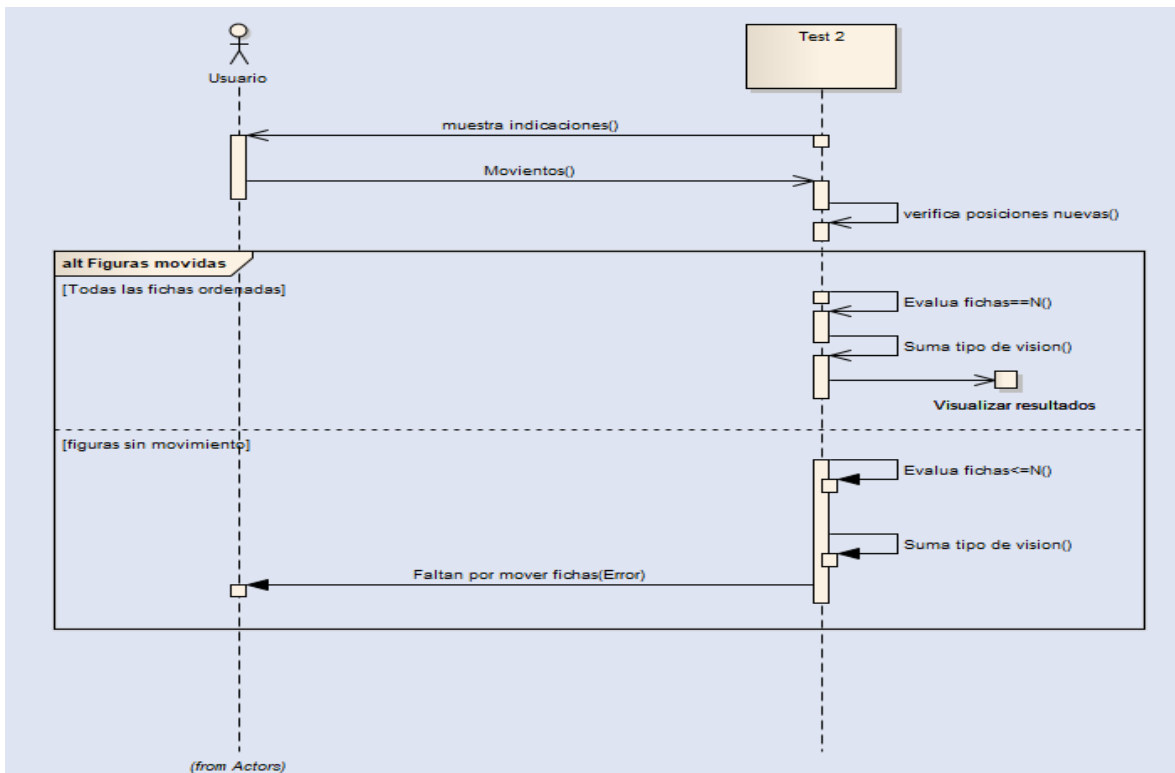 Test 2
Usuario
muestra indicaciones()
Movientos()
verifica posiciones nuevas()
alt Figuras movidas
[Todas las fichas ordenadas]
Evalua fichas==N()
Suma tipo de vision()
Visualizar resultados
[figuras sin movimiento]
Evalua fichas<=N()
Suma tipo de vision()
Faltan por mover fichas(Error)
(from Actors)